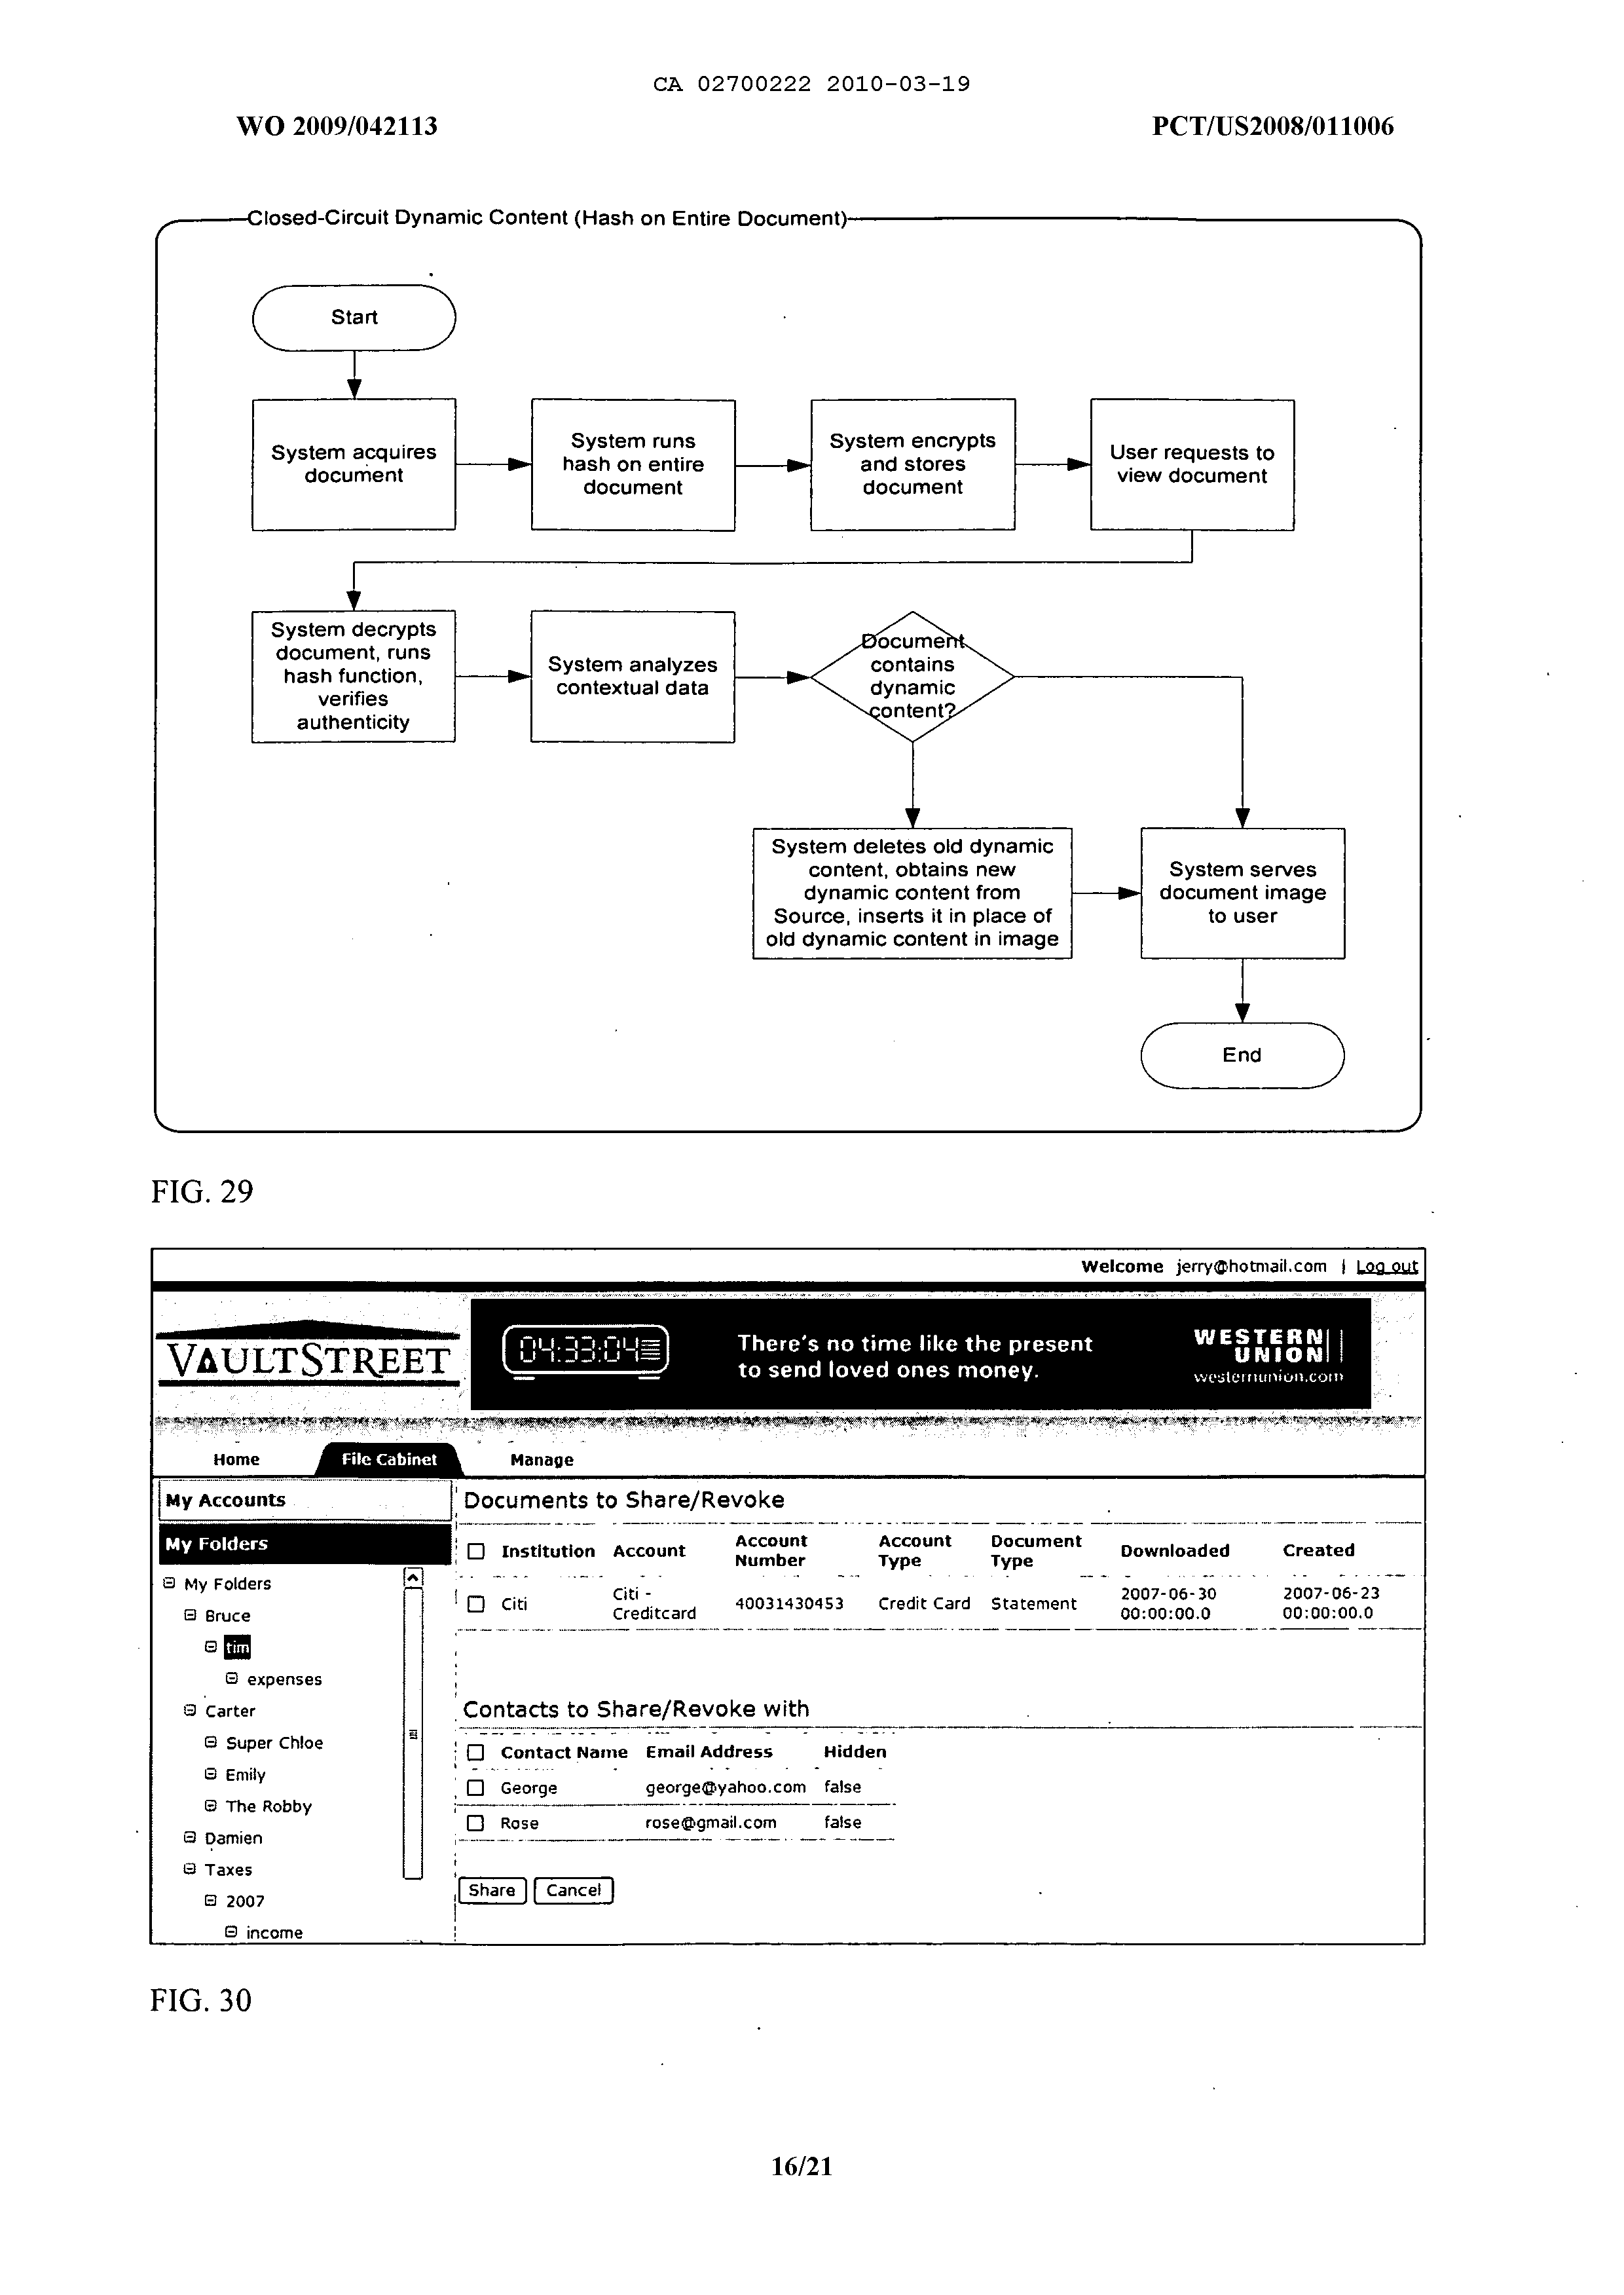 CA 02700222 2010-03-19
WO 2009/042113
PCT/US2008/011006
Closed-Circuit Dynamic Content (Hash on Entire Document)
Start
System acquires
document
System runs
hash on entire
document
System encrypts
and stores
document
User requests to
view document
System decrypts
document, runs
hash function,
verifies
authenticity
System analyzes
contextual data
Document
contains
dynamic
content?
System deletes old dynamic
content, obtains new
dynamic content from
Source, inserts it in place of
old dynamic content in image
System serves
document image
to user
End
FIG. 29
Welcome jerry@hotmail.com | Log out
VAULTSTREET
04:33:04
There's no time like the present
to send loved ones money.
WESTERN
UNION
westernunion.com
Home
File Cabinet
Manage
My Accounts
My Folders
My Folders
Bruce
tim
expenses
Carter
Super Chloe
Emily
The Robby
Damien
Taxes
2007
income
Documents to Share/Revoke
Institution Account Account Number Account Type Document Type Downloaded Created
Citi Citi - Creditcard 40031430453 Credit Card Statement 2007-06-30 00:00:00.0 2007-06-23 00:00:00.0
Contacts to Share/Revoke with
Contact Name Email Address Hidden
George george@yahoo.com false
Rose rose@gmail.com false
Share Cancel
FIG. 30
16/21